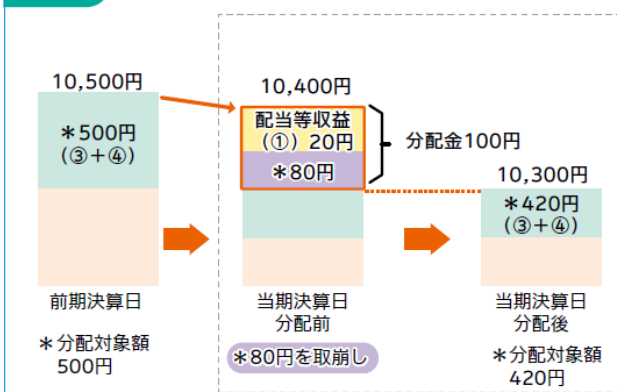 10,500円
＊500円
(③＋④)
前期決算日
＊分配対象額
500円
10,400円
配当等収益
(①) 20円
＊80円
分配金100円
当期決算日
分配前
＊80円を取崩し
10,300円
＊420円
(③＋④)
当期決算日
分配後
＊分配対象額
420円